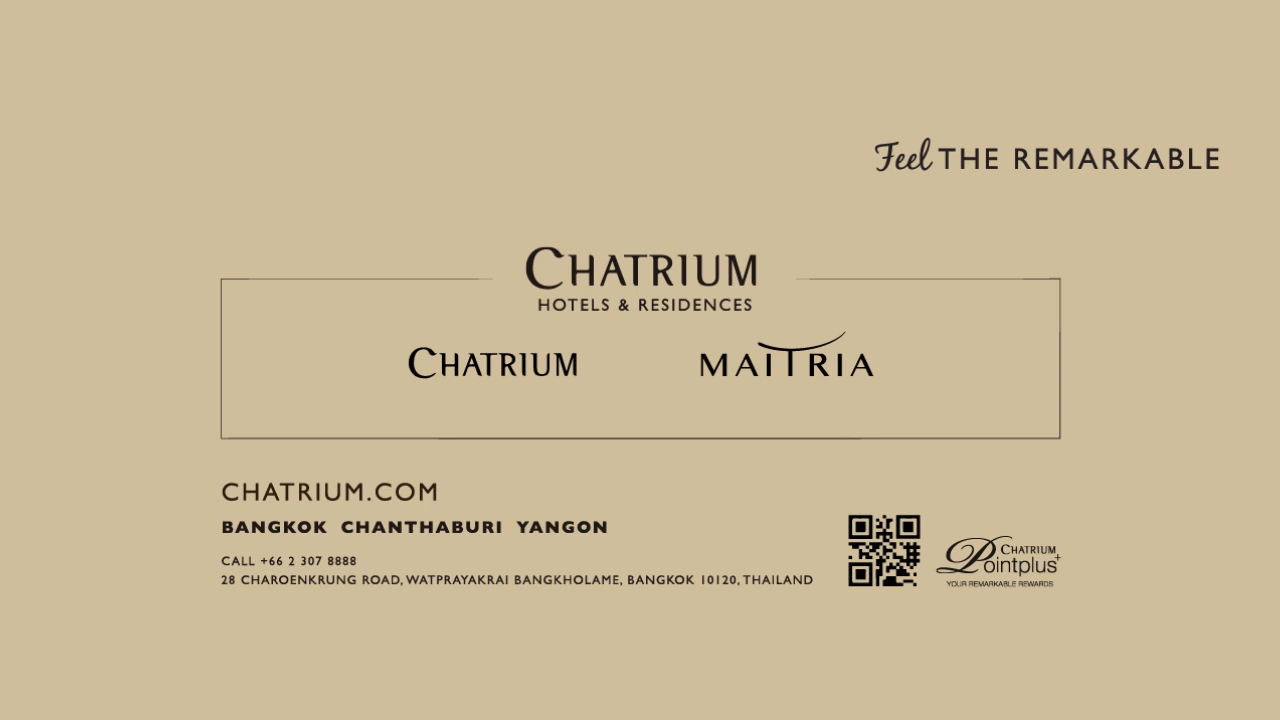 Feel THE REMARKABLE
CHATRIUM
HOTELS & RESIDENCES
CHATRIUM MAITRIA
CHATRIUM.COM
BANGKOK CHANTHABURI YANGON
CALL +66 2 307 8888
28 CHAROENKRUNG ROAD, WATPRAYAKRAI BANGKHOLAME, BANGKOK 10120, THAILAND
CHATRIUM
Pointplus+
YOUR REMARKABLE REWARDS